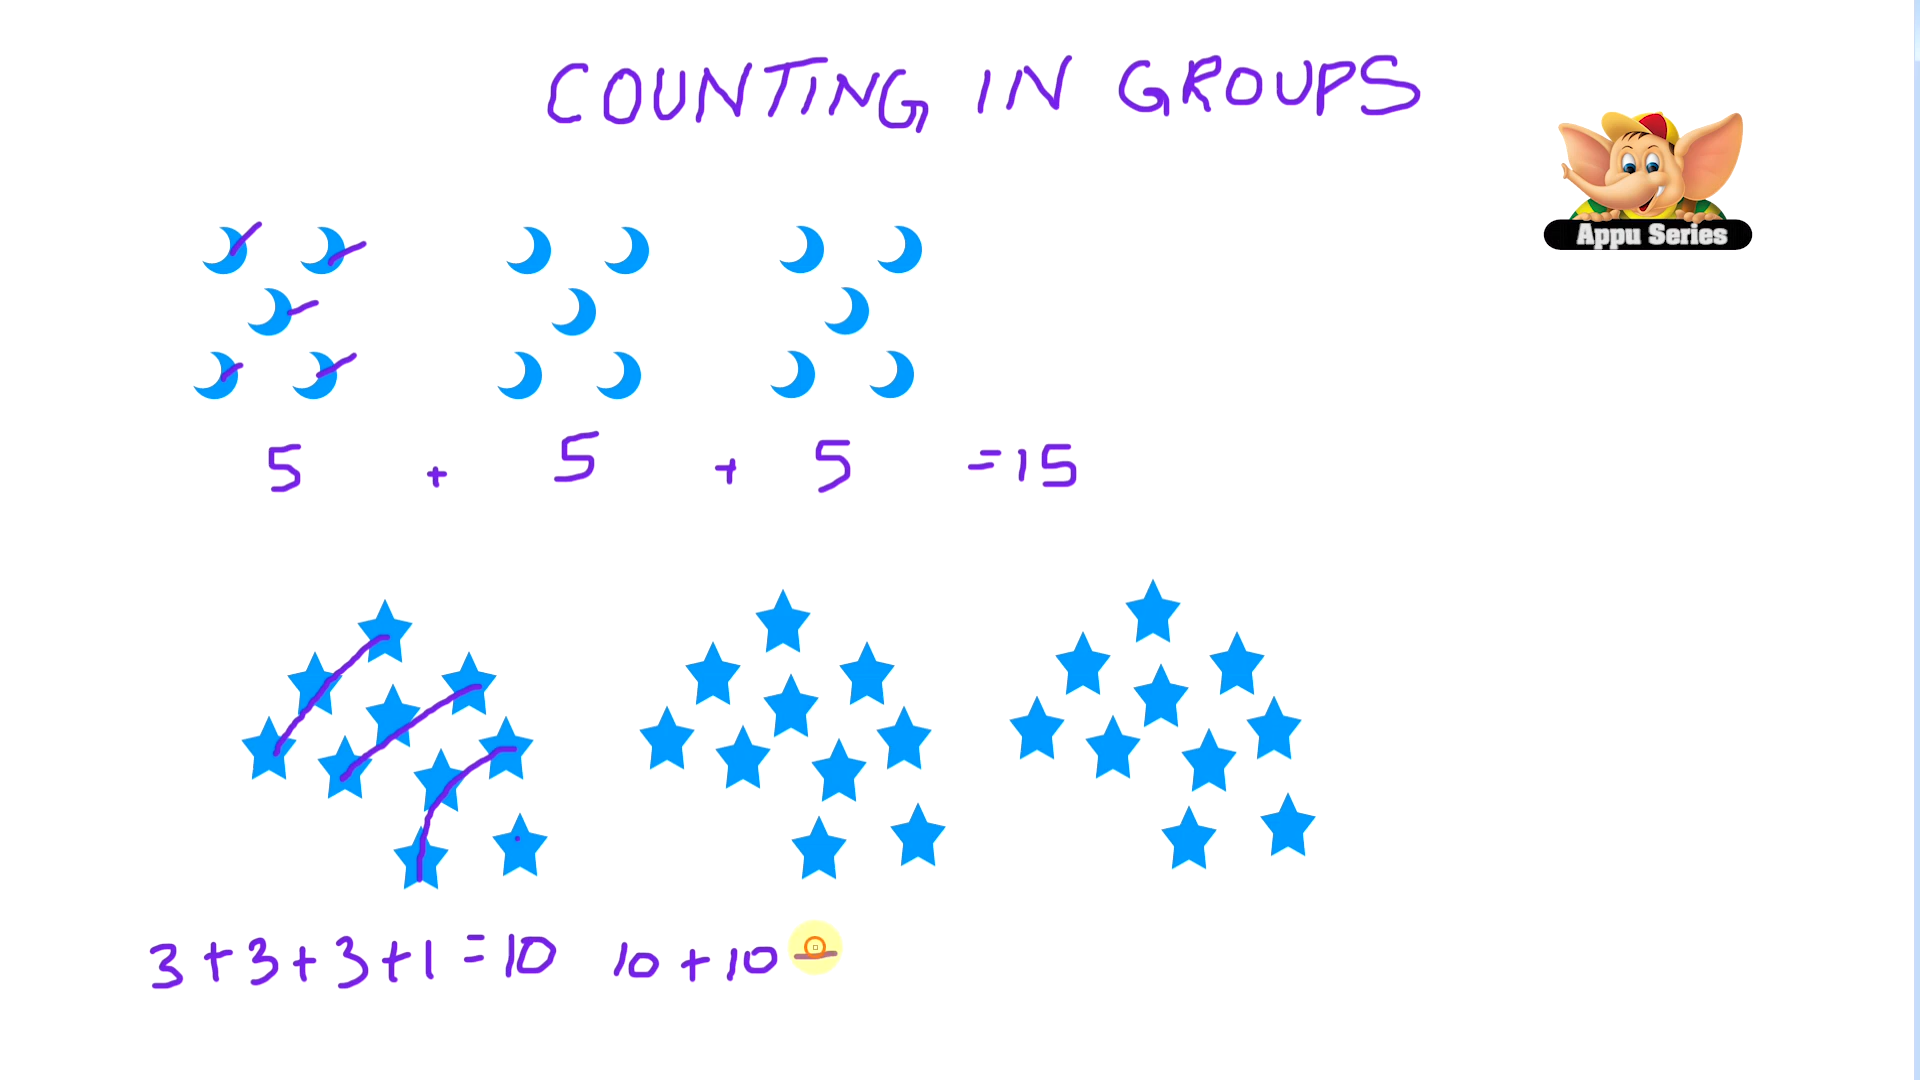 COUNTING IN GROUPS
Appu Series
5 + 5 + 5 = 15
3 + 3 + 3 + 1 = 10 10 + 10